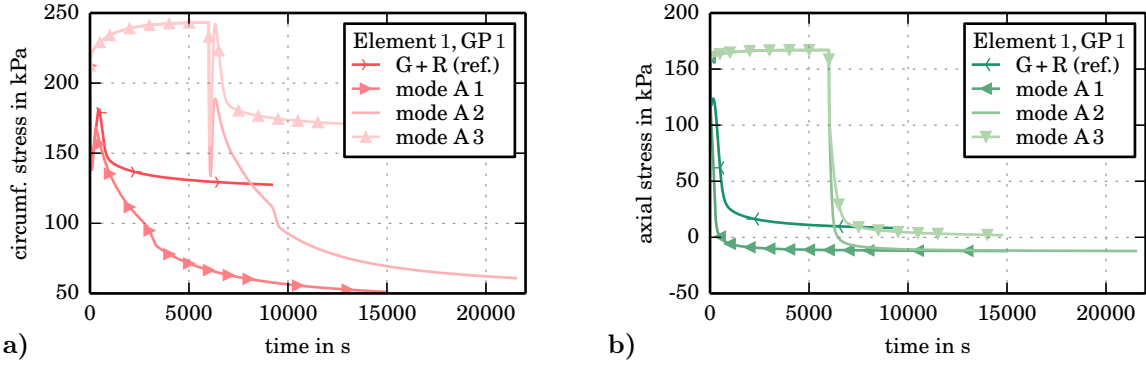 250
200
150
100
50
circumf. stress in kPa
0 5000 10000 15000 20000
time in s
Element 1, GP 1
G+R (ref.)
mode A 1
mode A 2
mode A 3
a)
200
150
100
50
0
-50
axial stress in kPa
0 5000 10000 15000 20000
time in s
Element 1, GP 1
G+R (ref.)
mode A 1
mode A 2
mode A 3
b)